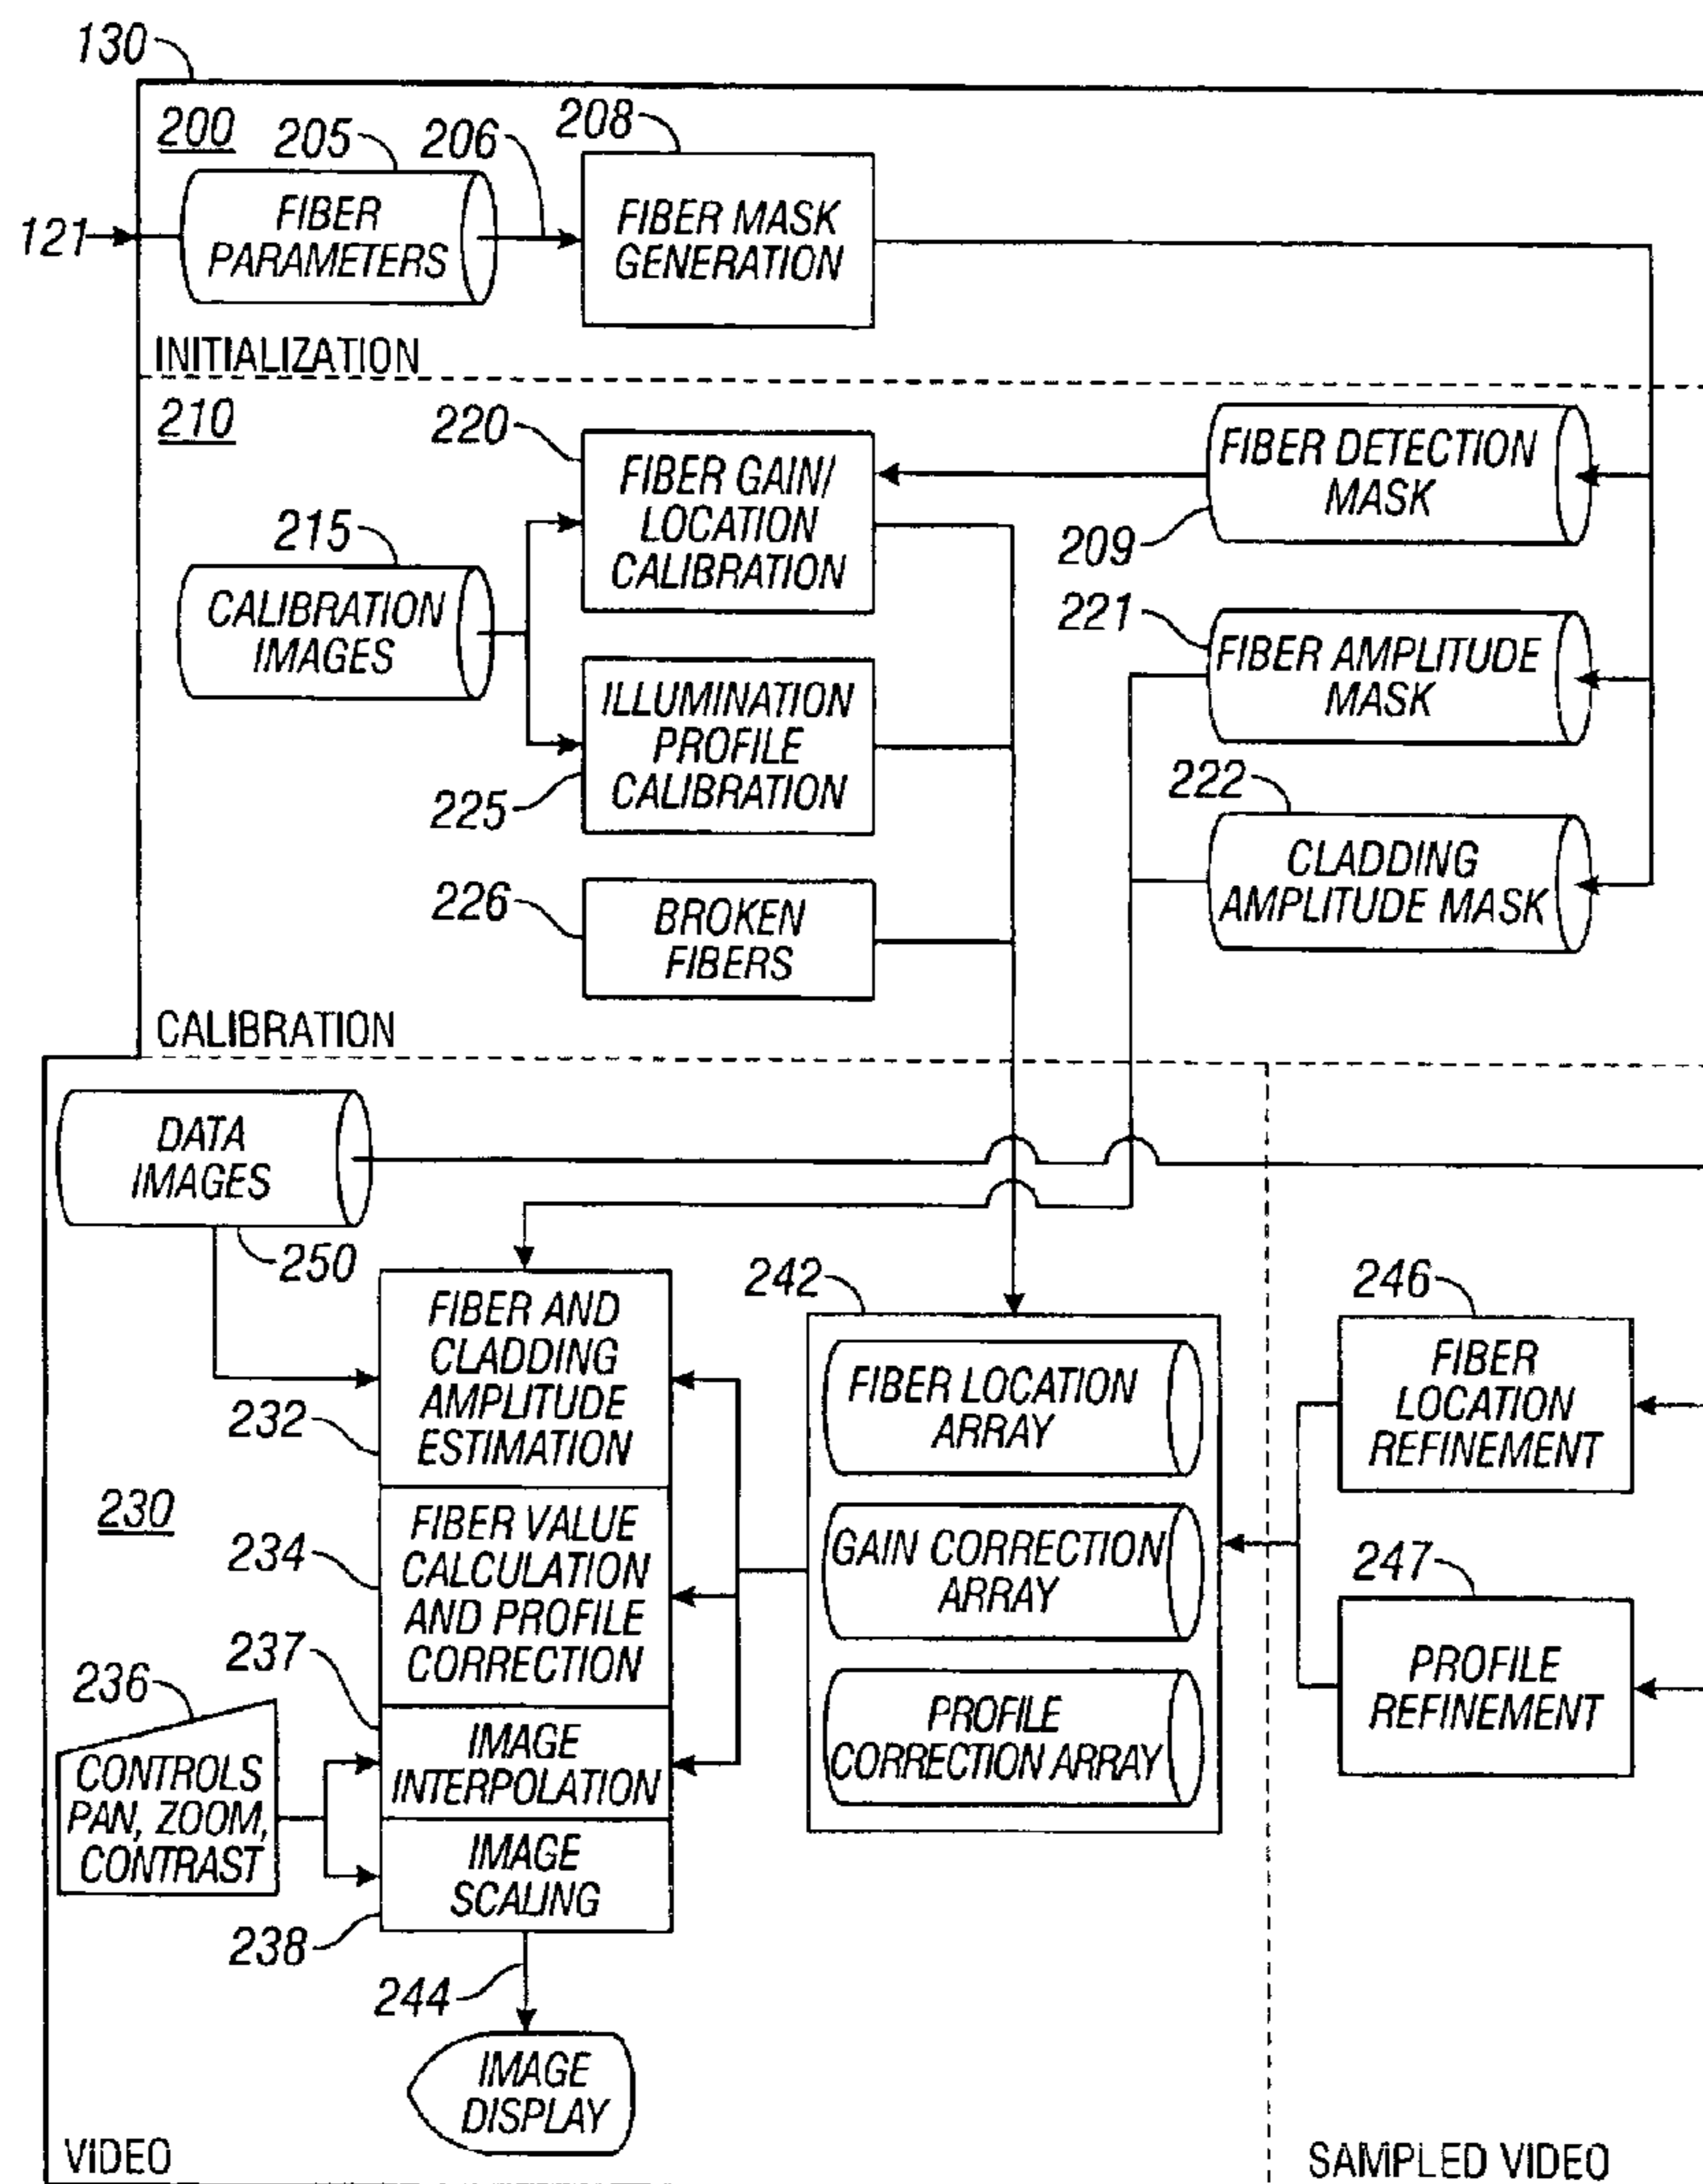 130
200
205
206
208
121
FIBER
PARAMETERS
FIBER MASK
GENERATION
INITIALIZATION
210
220
FIBER GAIN/
LOCATION
CALIBRATION
FIBER DETECTION
MASK
209
215
CALIBRATION
IMAGES
221
FIBER AMPLITUDE
MASK
ILLUMINATION
PROFILE
CALIBRATION
225
222
CLADDING
AMPLITUDE MASK
226
BROKEN
FIBERS
CALIBRATION
DATA
IMAGES
250
FIBER AND
CLADDING
AMPLITUDE
ESTIMATION
232
242
FIBER LOCATION
ARRAY
246
FIBER
LOCATION
REFINEMENT
230
234
FIBER VALUE
CALCULATION
AND PROFILE
CORRECTION
GAIN CORRECTION
ARRAY
247
PROFILE
REFINEMENT
237
236
CONTROLS
PAN, ZOOM,
CONTRAST
IMAGE
INTERPOLATION
PROFILE
CORRECTION ARRAY
IMAGE
SCALING
238
244
IMAGE
DISPLAY
VIDEO
SAMPLED VIDEO